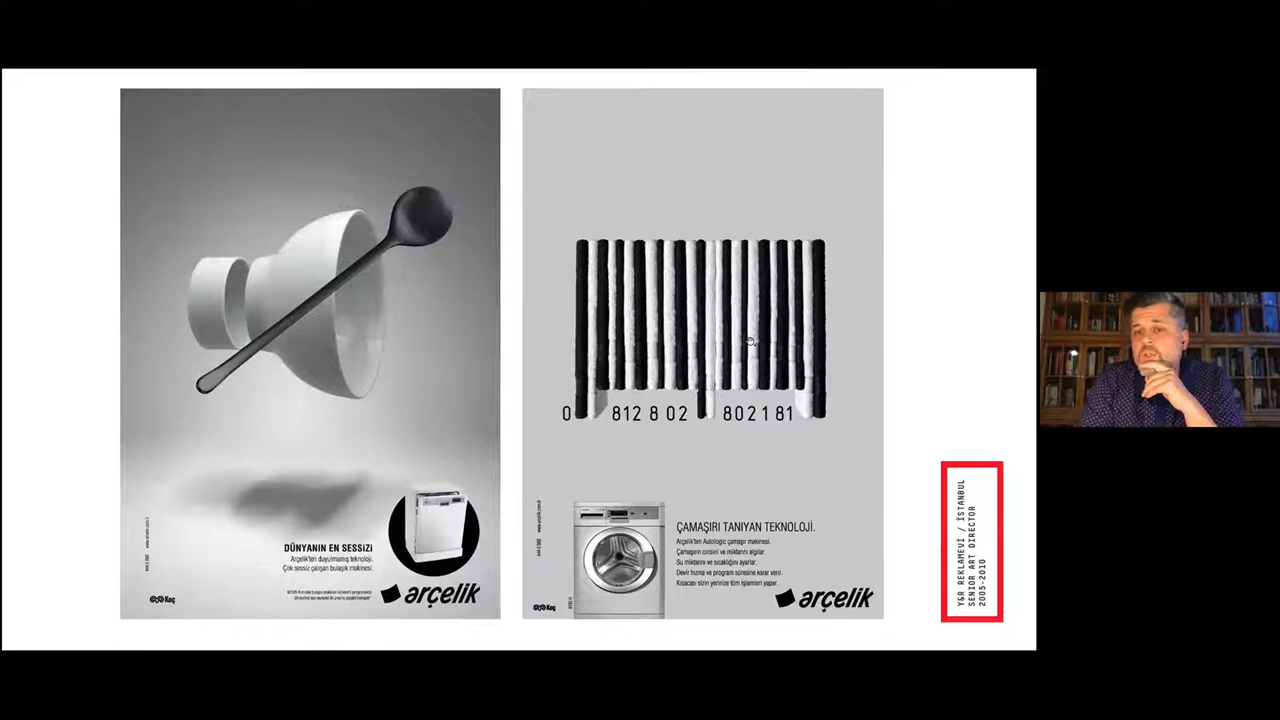 DÜNYANIN EN SESSİZİ
Arçelik'ten duyulmamış teknoloji.
Çok sessiz çalışan bulaşık makinesi.
Koç
arçelik
0 812 8 02 802181
ÇAMAŞIRI TANIYAN TEKNOLOJİ.
Arçelik'ten Autologic çamaşır makinesi.
Çamaşırın cinsini ve miktarını algılar.
Su miktarını ve sıcaklığını ayarlar.
Devir hızına ve program süresine karar verir.
Kısacası sizin yerinize tüm işlemleri yapar.
Koç
arçelik
Y&R REKLAMEVİ / İSTANBUL
SENIOR ART DIRECTOR
2005-2010